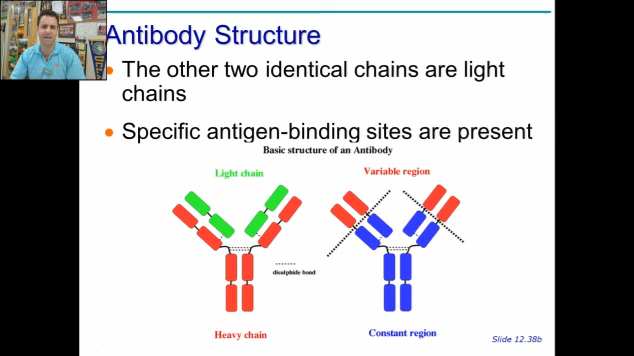 Antibody Structure
The other two identical chains are light
chains
Specific antigen-binding sites are present
Basic structure of an Antibody
Light chain
Variable region
disulphide bond
Heavy chain
Constant region
Slide 12.38b